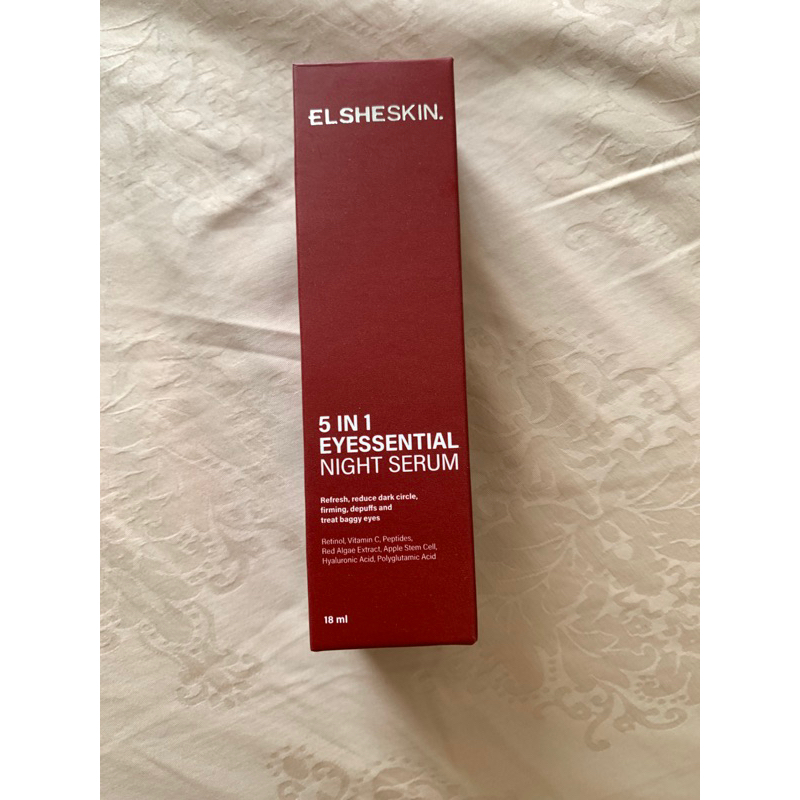 ELSHESKIN.
5 IN 1
EYESSENTIAL
NIGHT SERUM
Refresh, reduce dark circle,
firming, depuffs and
treat baggy eyes
Retinol, Vitamin C, Peptides,
Red Algae Extract, Apple Stem Cell,
Hyaluronic Acid, Polyglutamic Acid
18 ml